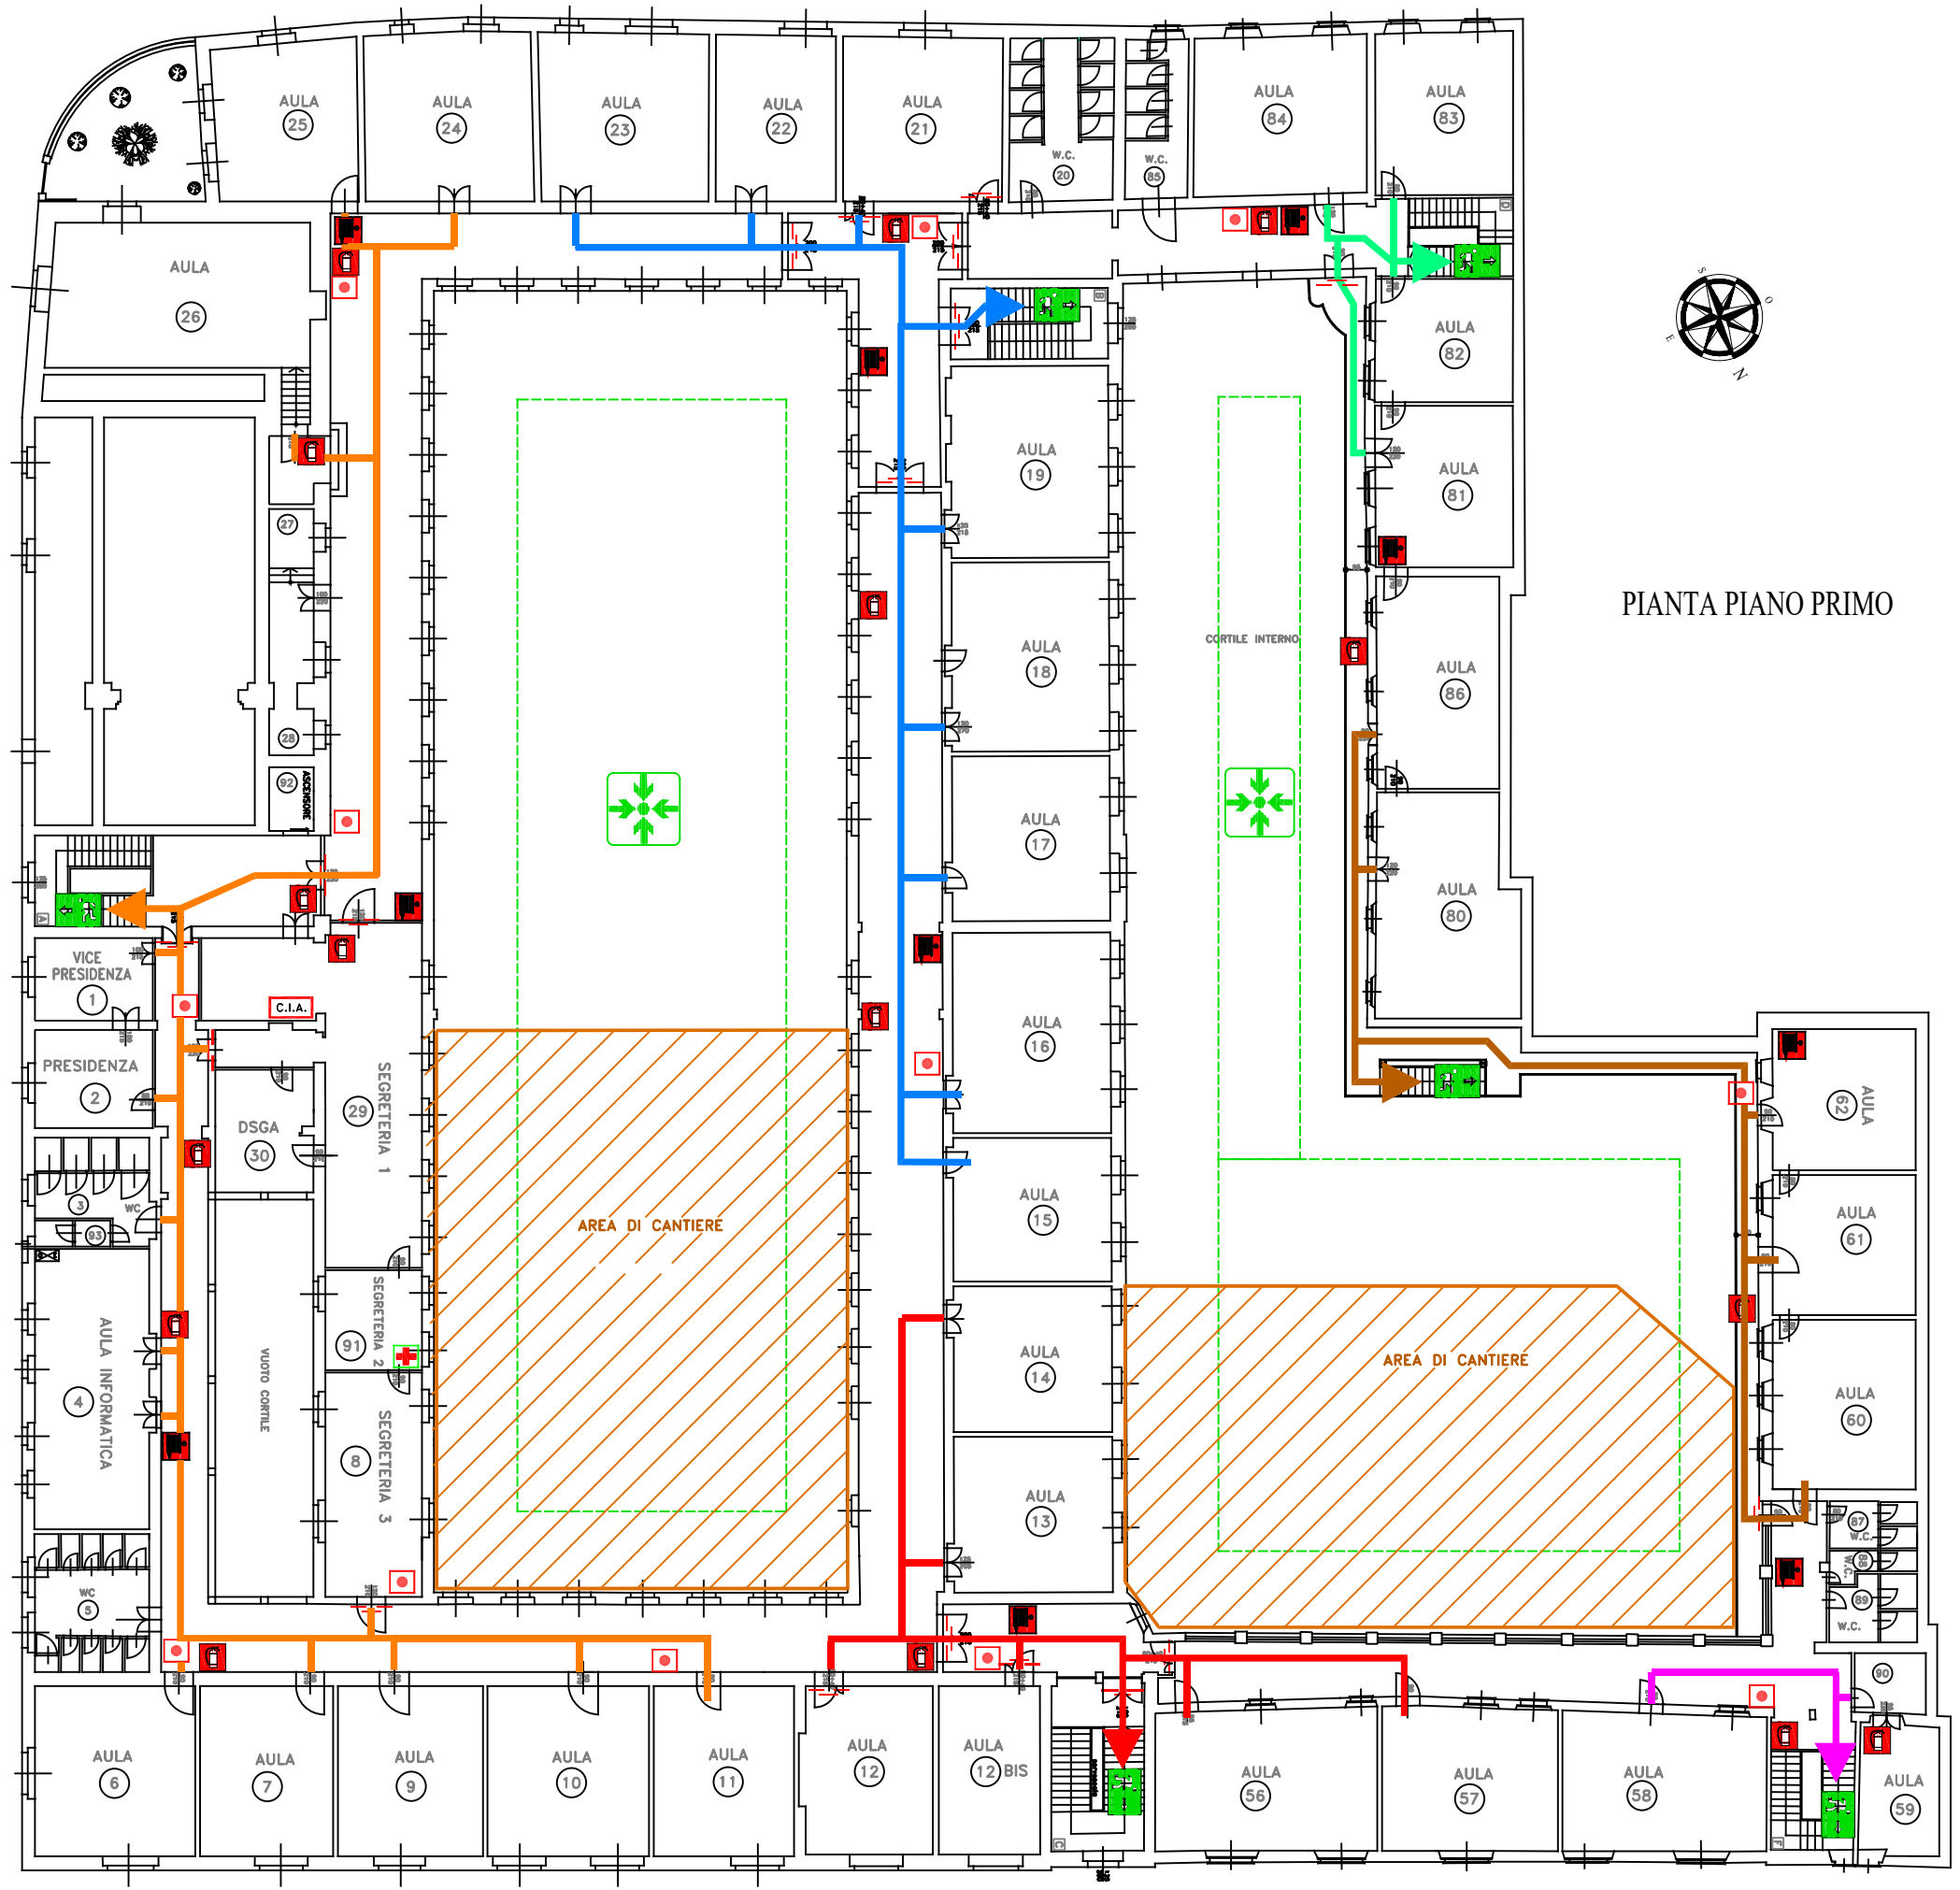 AULA
25
AULA
24
AULA
23
AULA
22
AULA
21
W.C.
20
W.C.
85
AULA
84
AULA
83
D
S
O
E
N
AULA
26
B
AULA
82
AULA
19
AULA
81
27
PIANTA PIANO PRIMO
CORTILE INTERNO
AULA
18
AULA
86
28
92
ASCENSORE
AULA
17
AULA
80
A
VICE
PRESIDENZA
1
C.I.A.
PRESIDENZA
2
SEGRETERIA 1
29
DSGA
30
AULA
16
AULA
62
3
WC
93
AREA DI CANTIERE
AULA
15
AULA
61
AULA INFORMATICA
4
VUOTO CORTILE
SEGRETERIA 2
91
AULA
14
AREA DI CANTIERE
AULA
60
SEGRETERIA 3
8
AULA
13
87
W.C.
88
W.C.
89
W.C.
WC
5
90
AULA
6
AULA
7
AULA
9
AULA
10
AULA
11
AULA
12
AULA
12 BIS
C
AULA
56
AULA
57
AULA
58
F
AULA
59